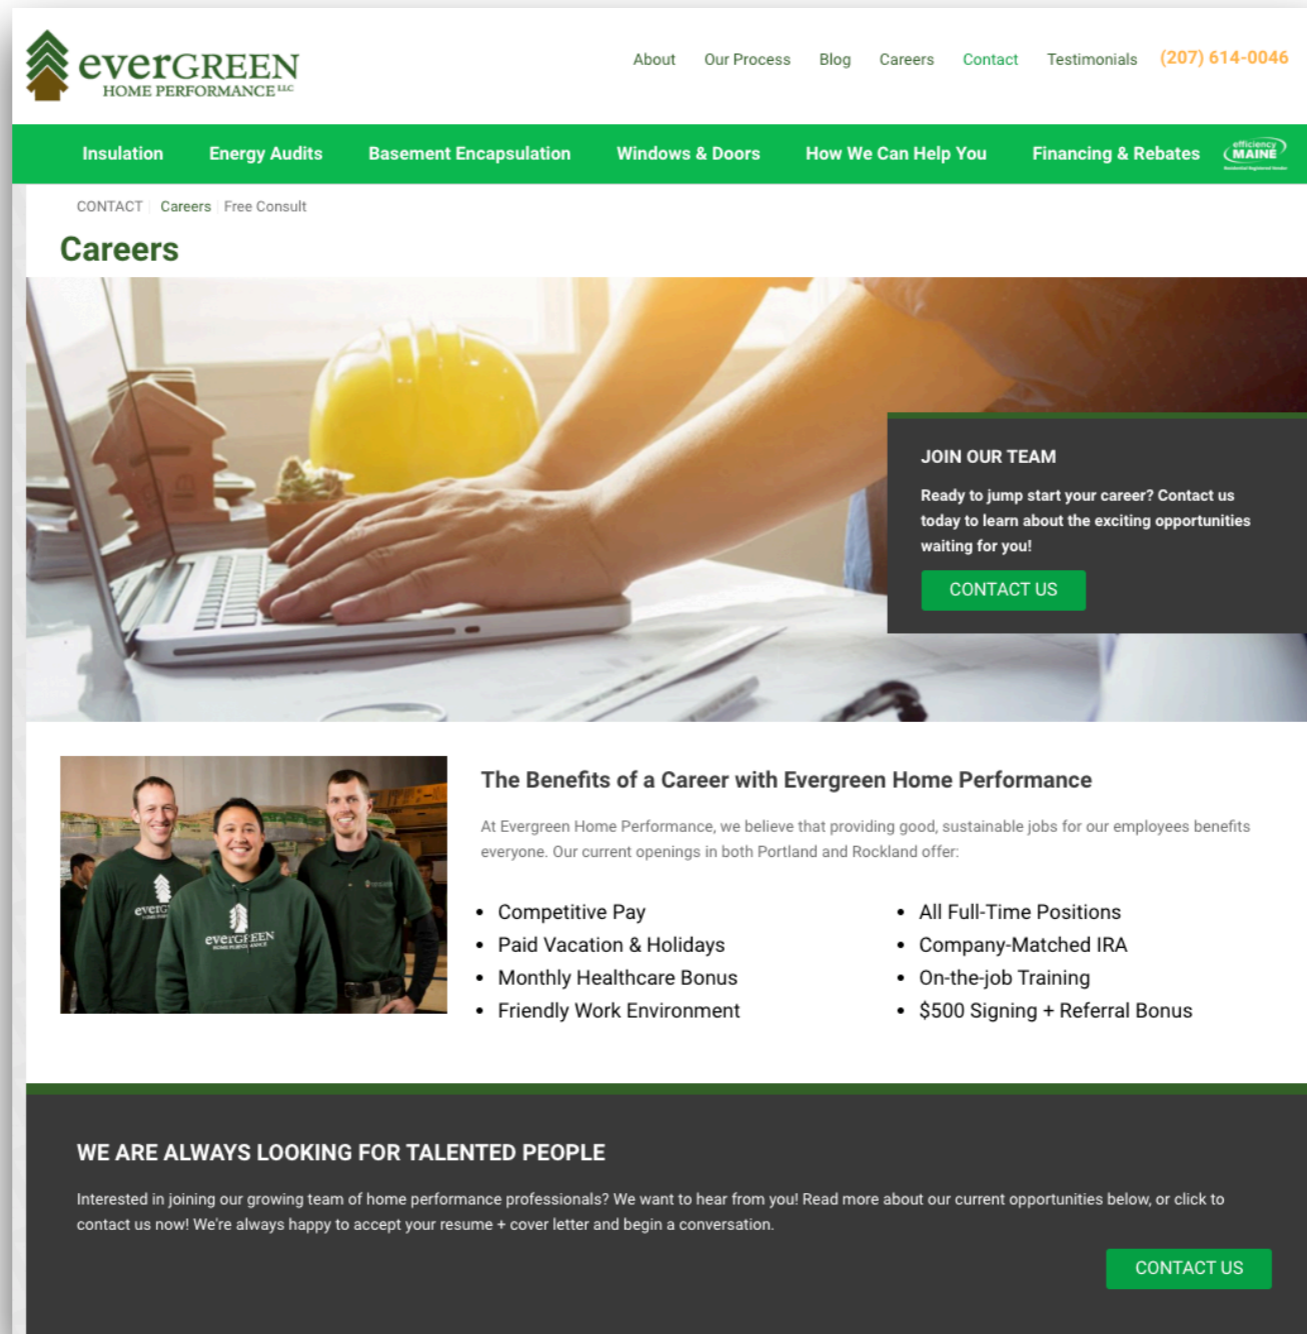 everGREEN
HOME PERFORMANCE LLC
About Our Process Blog Careers Contact Testimonials (207) 614-0046
Insulation Energy Audits Basement Encapsulation Windows & Doors How We Can Help You Financing & Rebates
efficiency
MAINE
Residential Registered Vendor
CONTACT Careers Free Consult
Careers
JOIN OUR TEAM
Ready to jump start your career? Contact us
today to learn about the exciting opportunities
waiting for you!
CONTACT US
everGREEN
HOME PERFORMANCE
The Benefits of a Career with Evergreen Home Performance
At Evergreen Home Performance, we believe that providing good, sustainable jobs for our employees benefits
everyone. Our current openings in both Portland and Rockland offer:
• Competitive Pay
• Paid Vacation & Holidays
• Monthly Healthcare Bonus
• Friendly Work Environment
• All Full-Time Positions
• Company-Matched IRA
• On-the-job Training
• $500 Signing + Referral Bonus
WE ARE ALWAYS LOOKING FOR TALENTED PEOPLE
Interested in joining our growing team of home performance professionals? We want to hear from you! Read more about our current opportunities below, or click to
contact us now! We're always happy to accept your resume + cover letter and begin a conversation.
CONTACT US